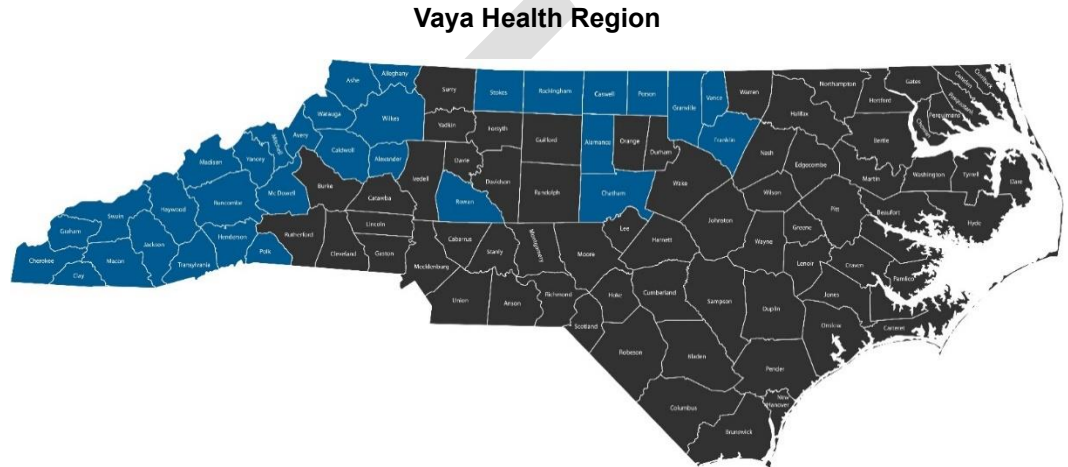 Vaya Health Region
Ashe
Alleghany
Surry
Stokes
Rockingham
Caswell
Person
Granville
Vance
Warren
Northampton
Gates
Camden
Currituck
Hertford
Halifax
Watauga
Wilkes
Yadkin
Forsyth
Guilford
Alamance
Orange
Durham
Franklin
Nash
Bertie
Perquimans
Mitchell
Avery
Caldwell
Alexander
Iredell
Davie
Davidson
Randolph
Chatham
Wake
Edgecombe
Martin
Washington
Tyrrell
Dare
Madison
Yancey
Mc Dowell
Burke
Catawba
Rowan
Wilson
Pitt
Beaufort
Hyde
Swain
Haywood
Buncombe
Lincoln
Johnston
Greene
Graham
Jackson
Henderson
Rutherford
Cleveland
Gaston
Cabarrus
Stanly
Montgomery
Moore
Lee
Harnett
Wayne
Lenoir
Craven
Pamlico
Cherokee
Clay
Macon
Transylvania
Polk
Mecklenburg
Union
Anson
Richmond
Scotland
Hoke
Cumberland
Sampson
Duplin
Jones
Onslow
Carteret
Robeson
Bladen
Pender
New
Hanover
Columbus
Brunswick